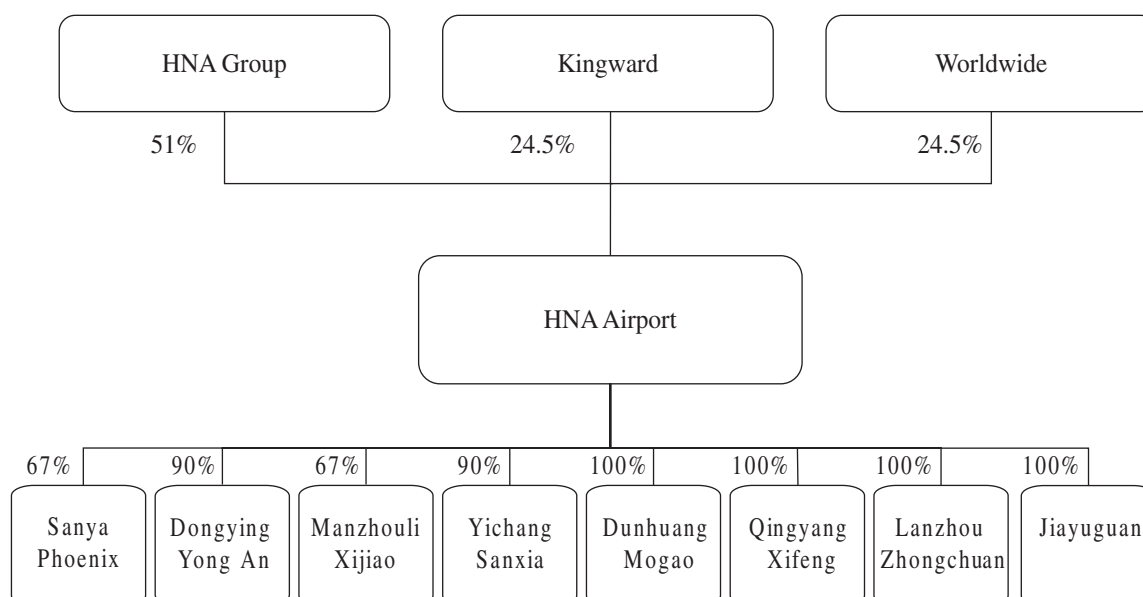 HNA Group
Kingward
Worldwide
51%
24.5%
24.5%
HNA Airport
67%
90%
67%
90%
100%
100%
100%
100%
Sanya
Phoenix
Dongying
Yong An
Manzhouli
Xijiao
Yichang
Sanxia
Dunhuang
Mogao
Qingyang
Xifeng
Lanzhou
Zhongchuan
Jiayuguan